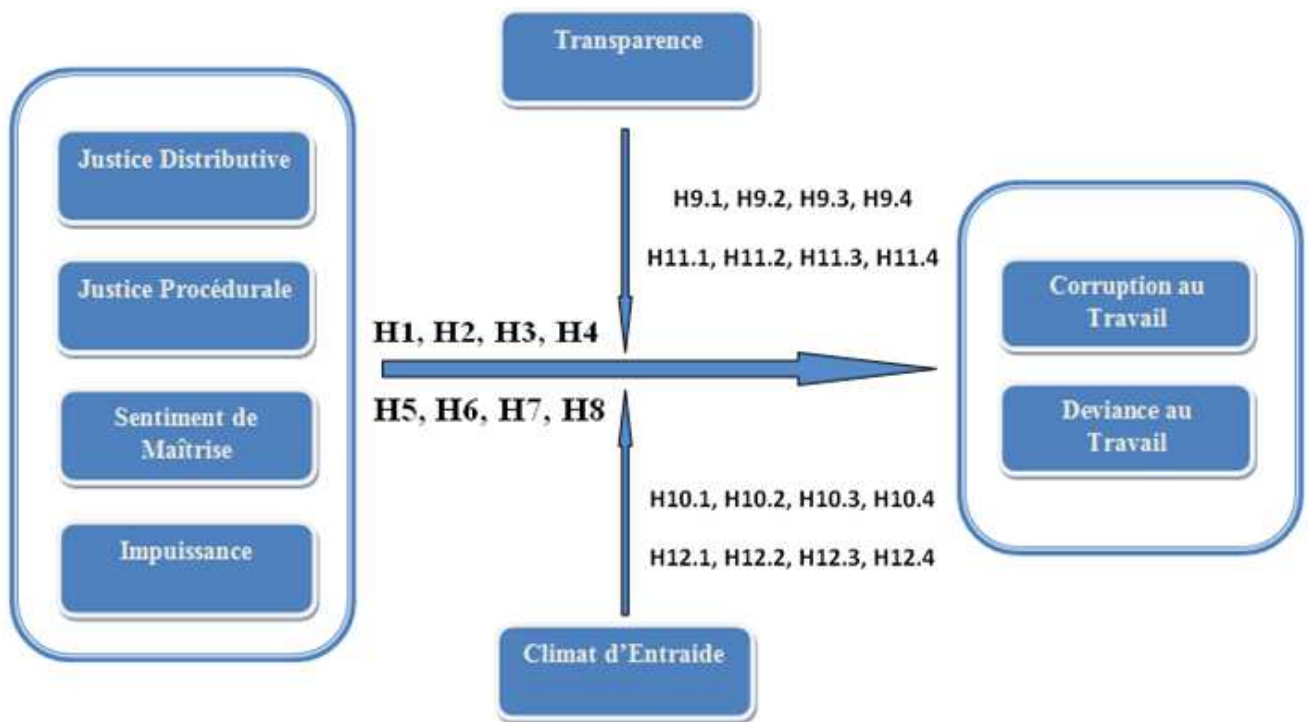 Transparence
Justice Distributive
Justice Procédurale
Sentiment de
Maîtrise
Impuissance
H9.1, H9.2, H9.3, H9.4
H11.1, H11.2, H11.3, H11.4
H1, H2, H3, H4
H5, H6, H7, H8
H10.1, H10.2, H10.3, H10.4
H12.1, H12.2, H12.3, H12.4
Climat d’Entraide
Corruption au
Travail
Deviance au
Travail